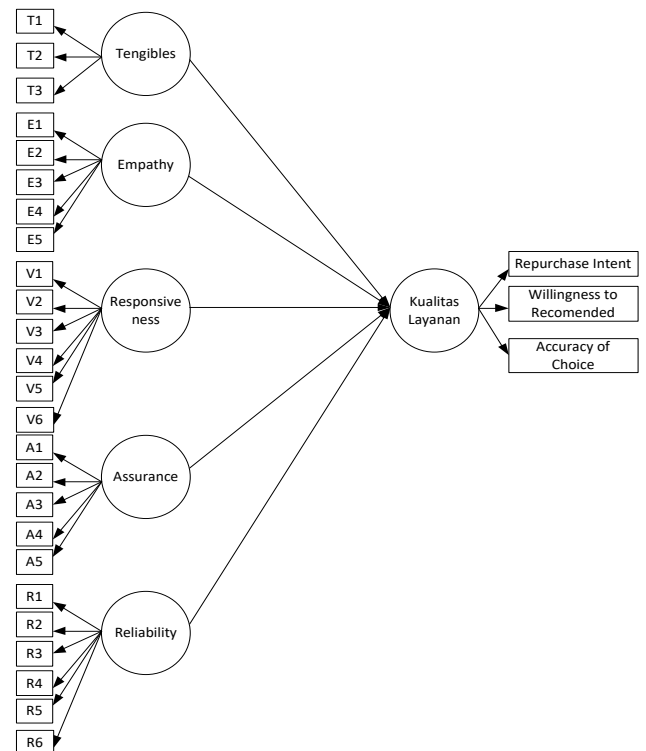 T1
T2
T3
Tengibles
E1
E2
E3
E4
E5
Empathy
V1
V2
V3
V4
V5
V6
Responsive
ness
A1
A2
A3
A4
A5
Assurance
R1
R2
R3
R4
R5
R6
Reliability
Kualitas
Layanan
Repurchase Intent
Willingness to
Recomended
Accuracy of
Choice